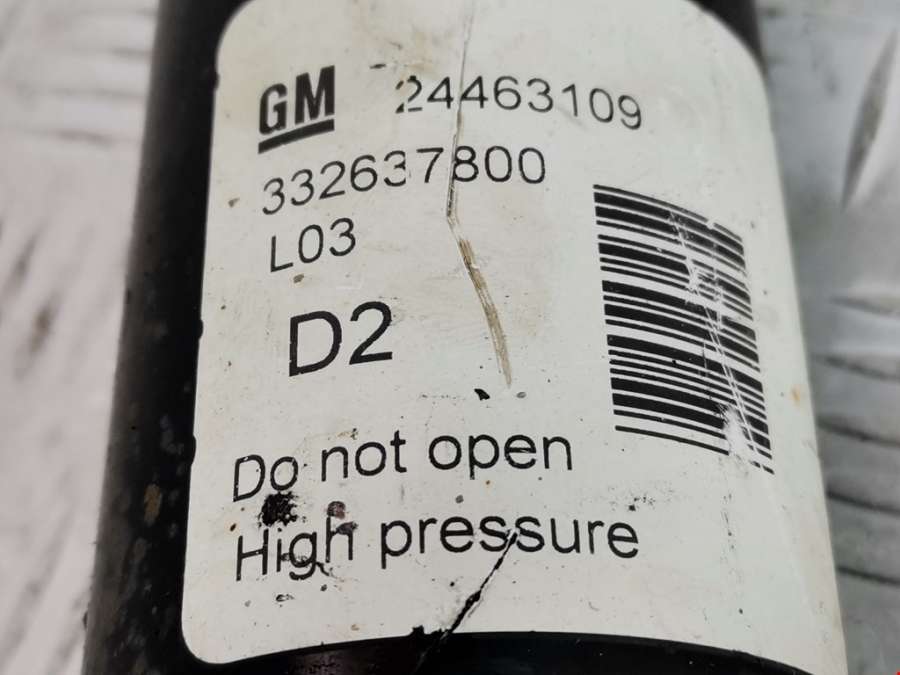 GM 24463109
332637800
L03
D2
Do not open
High pressure